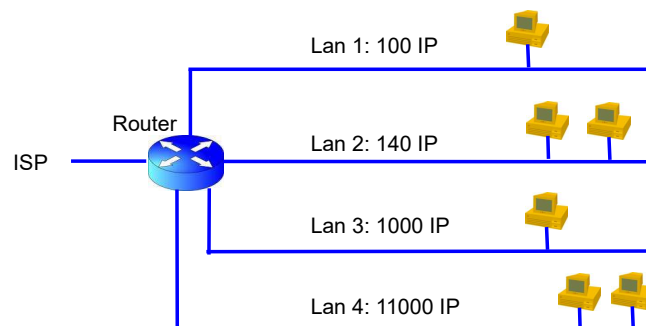 Lan 1: 100 IP
Router
Lan 2: 140 IP
ISP
Lan 3: 1000 IP
Lan 4: 11000 IP